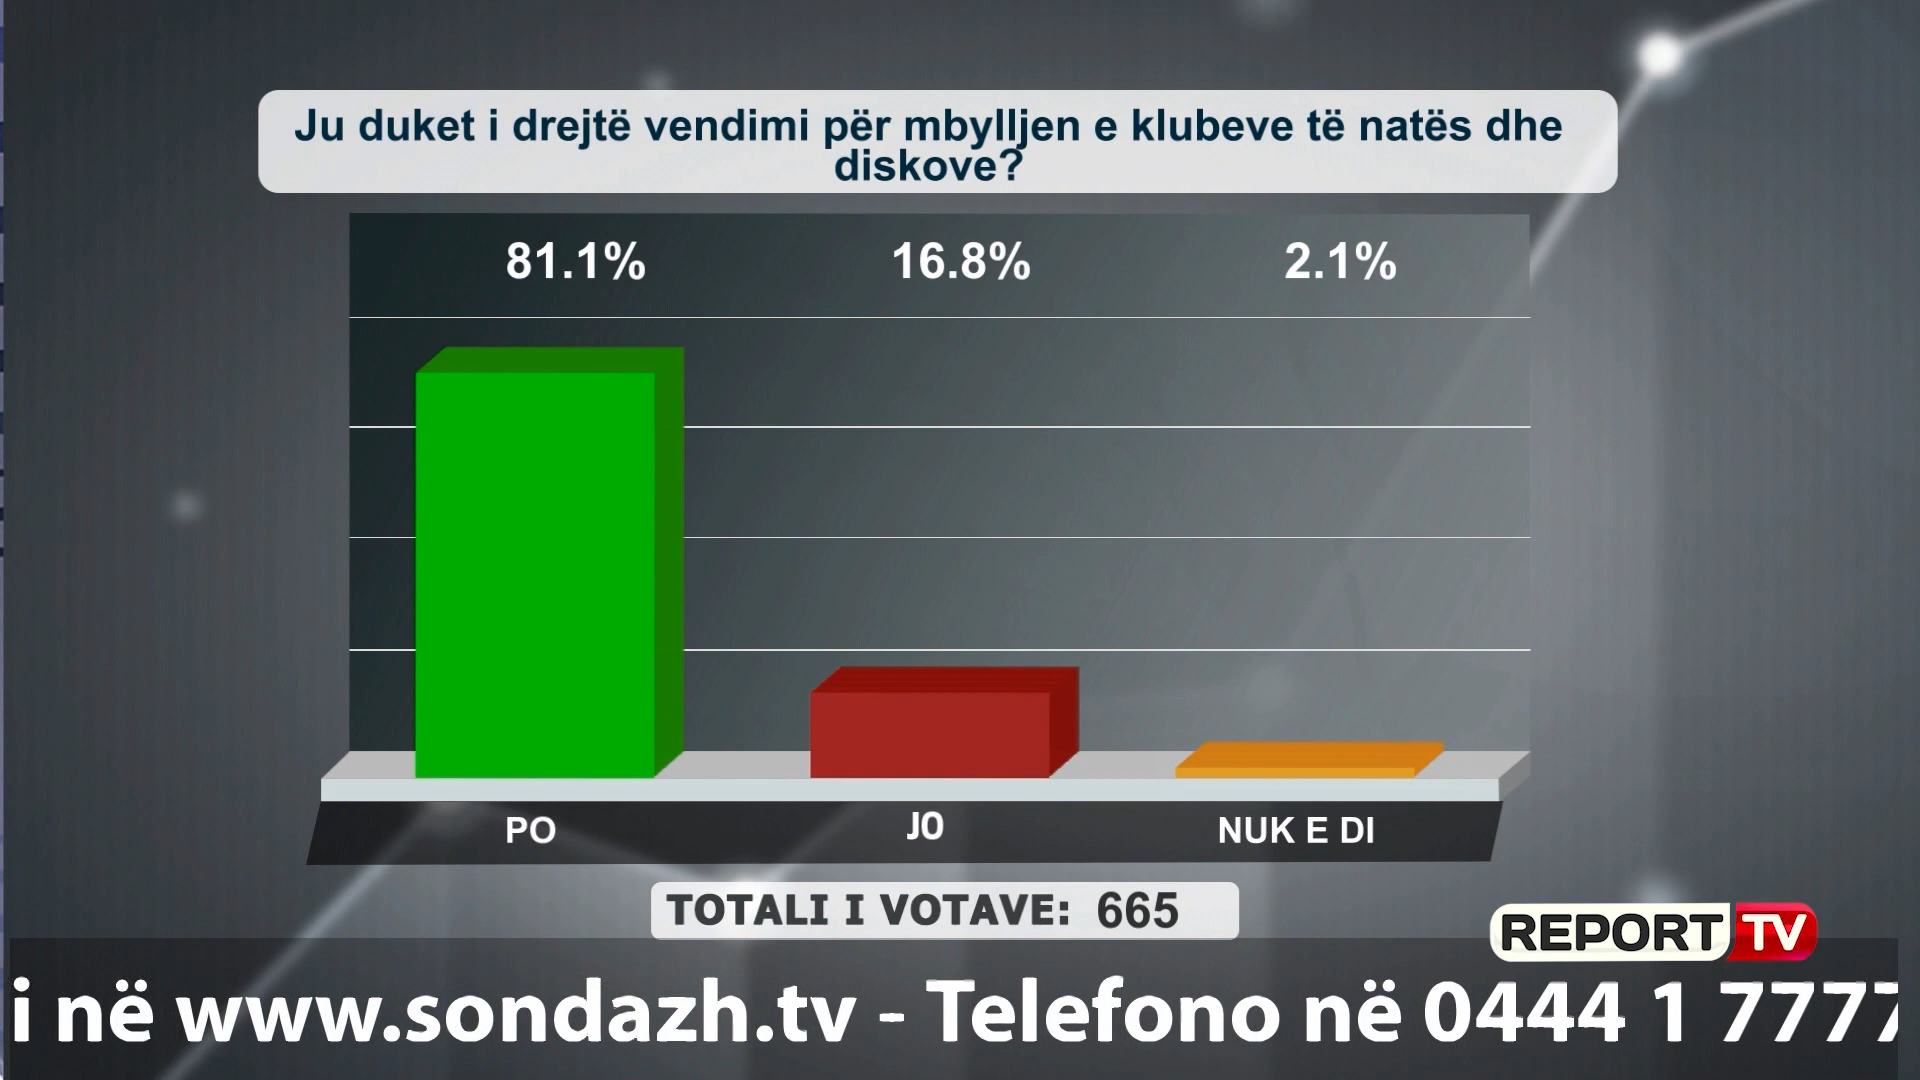 Ju duket i drejtë vendimi për mbylljen e klubeve të natës dhe
diskove?
81.1% 16.8% 2.1%
PO JO NUK E DI
TOTALI I VOTAVE: 665
REPORT TV
i në www.sondazh.tv - Telefono në 0444 1 7777